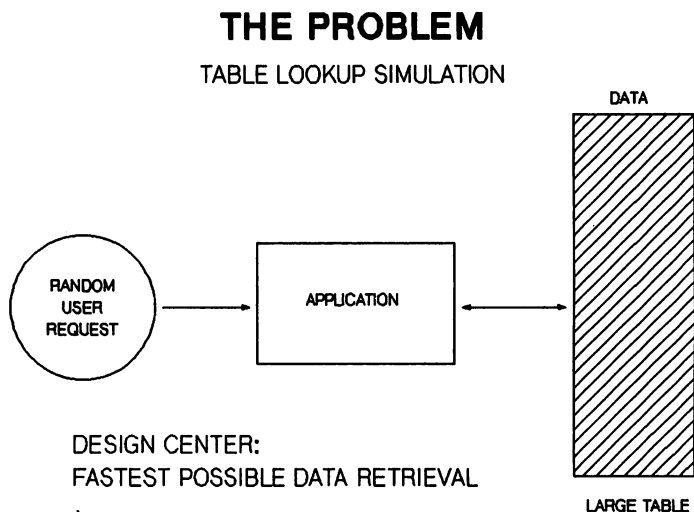 THE PROBLEM
TABLE LOOKUP SIMULATION
DATA
RANDOM
USER
REQUEST
APPLICATION
DESIGN CENTER:
FASTEST POSSIBLE DATA RETRIEVAL
LARGE TABLE